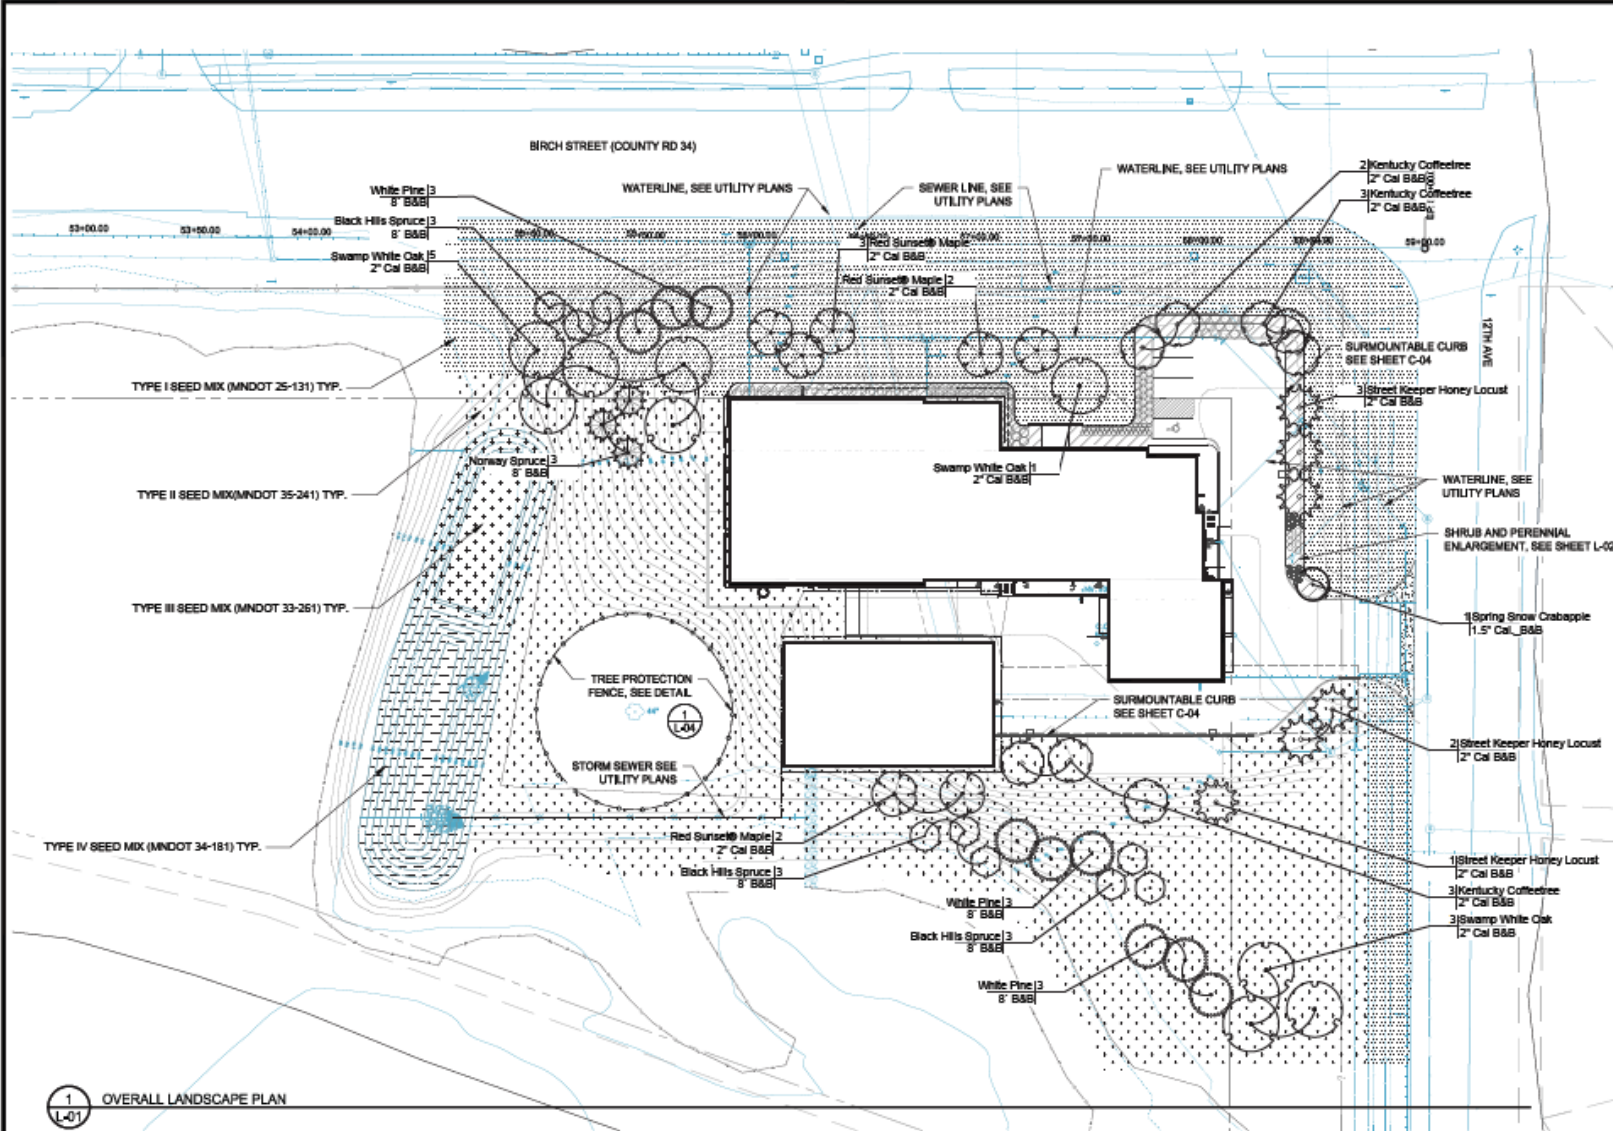 BIRCH STREET (COUNTY RD 34)
WATERLINE, SEE UTILITY PLANS
SEWER LINE, SEE
UTILITY PLANS
WATERLINE, SEE UTILITY PLANS
2 Kentucky Coffeetree
2" Cal B&B
3 Kentucky Coffeetree
2" Cal B&B
White Pine 3
8' B&B
Black Hills Spruce 3
8' B&B
Swamp White Oak 5
2" Cal B&B
53+00.00
53+50.00
54+00.00
59+00.00
3 Red Sunset® Maple
2" Cal B&B
Red Sunset® Maple 2
2" Cal B&B
12TH AVE
SURMOUNTABLE CURB
SEE SHEET C-04
TYPE I SEED MIX (MNDOT 25-131) TYP.
3 Street Keeper Honey Locust
2" Cal B&B
Norway Spruce 3
8' B&B
Swamp White Oak 1
2" Cal B&B
TYPE II SEED MIX(MNDOT 35-241) TYP.
WATERLINE, SEE
UTILITY PLANS
SHRUB AND PERENNIAL
ENLARGEMENT, SEE SHEET L-02
TYPE III SEED MIX (MNDOT 33-261) TYP.
1 Spring Snow Crabapple
1.5" Cal. B&B
TREE PROTECTION
FENCE, SEE DETAIL
44"
1
L-04
SURMOUNTABLE CURB
SEE SHEET C-04
STORM SEWER SEE
UTILITY PLANS
2 Street Keeper Honey Locust
2" Cal B&B
Red Sunset® Maple 2
2" Cal B&B
TYPE IV SEED MIX (MNDOT 34-181) TYP.
Black Hills Spruce 3
8' B&B
1 Street Keeper Honey Locust
2" Cal B&B
3 Kentucky Coffeetree
2" Cal B&B
3 Swamp White Oak
2" Cal B&B
White Pine 3
8' B&B
Black Hills Spruce 3
8' B&B
White Pine 3
8' B&B
1
L-01
OVERALL LANDSCAPE PLAN